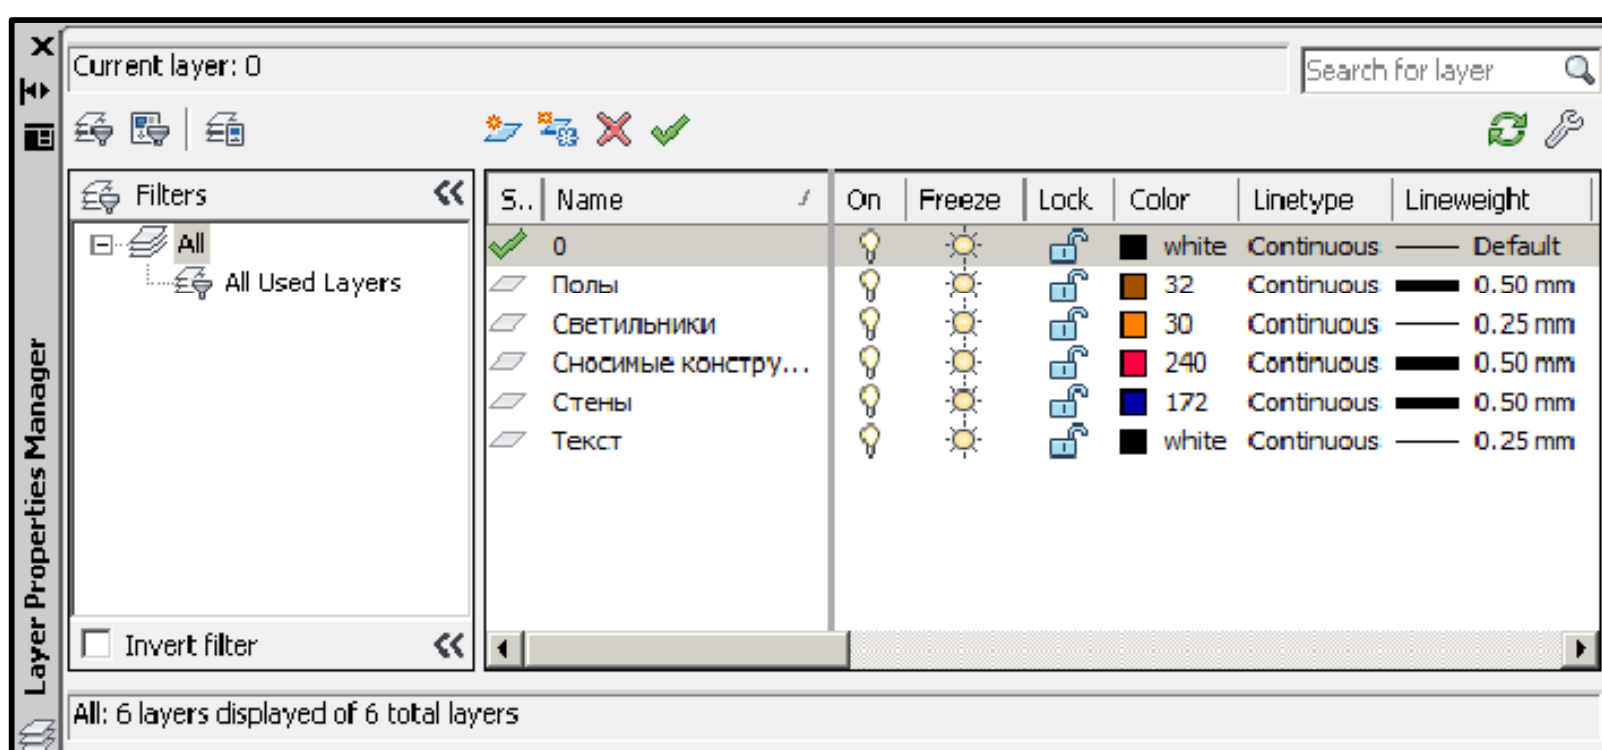 Current layer: 0
Search for layer
Filters
All
All Used Layers
Invert filter
S.. Name On Freeze Lock Color Linetype Lineweight
0 white Continuous Default
Полы 32 Continuous 0.50 mm
Светильники 30 Continuous 0.25 mm
Сносимые констру... 240 Continuous 0.50 mm
Стены 172 Continuous 0.50 mm
Текст white Continuous 0.25 mm
Layer Properties Manager
All: 6 layers displayed of 6 total layers